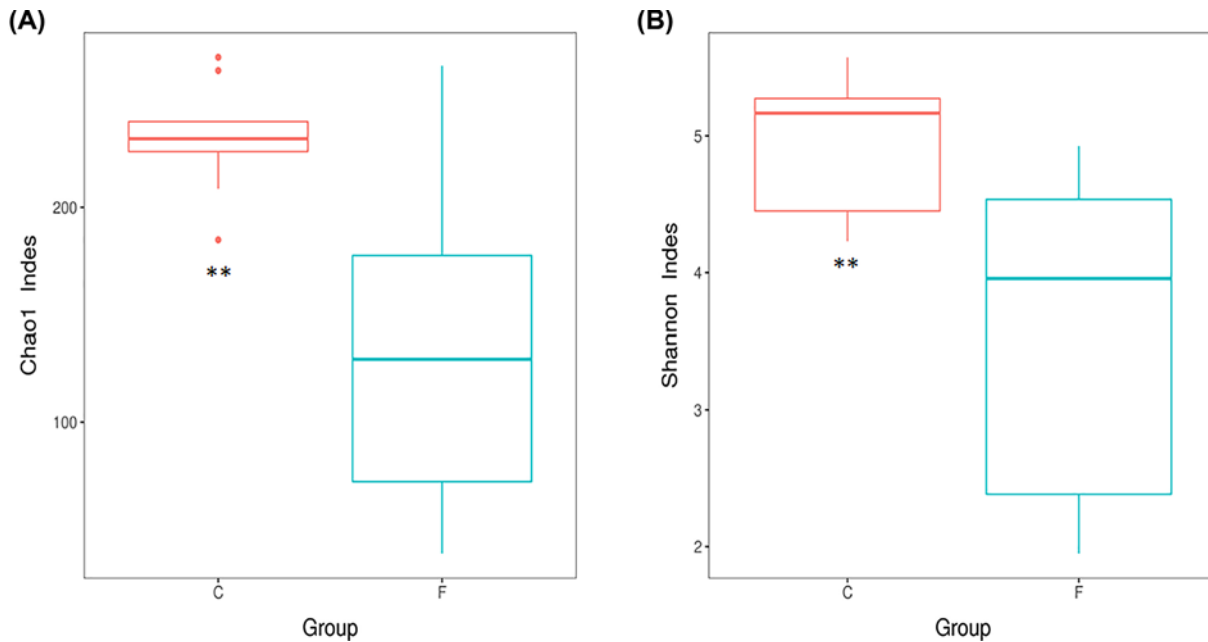 (A)
Chao1 Indes
200
100
**
C
F
Group
(B)
Shannon Indes
5
4
3
2
**
C
F
Group